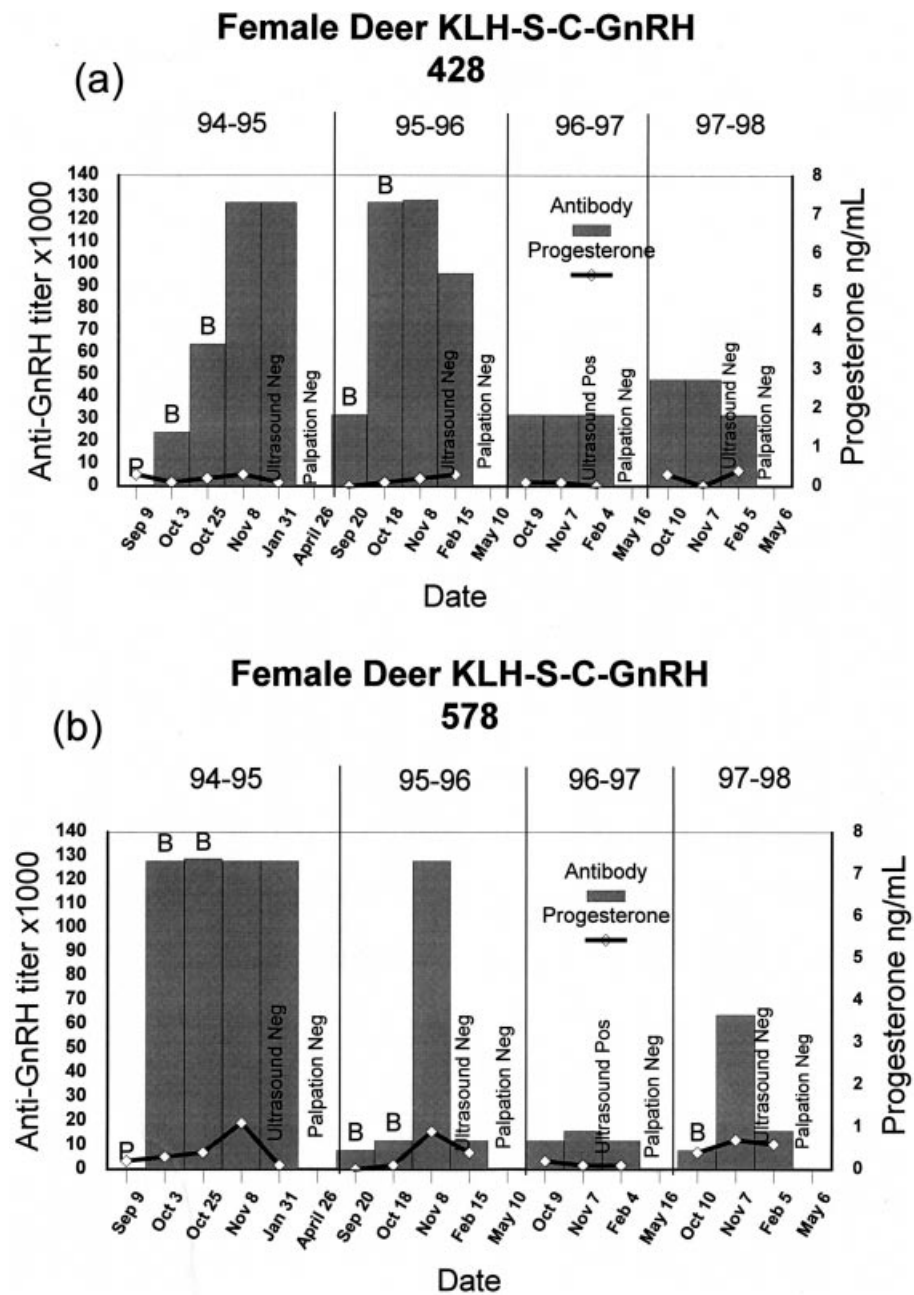 Female Deer KLH-S-C-GnRH
428
(a)
94-95 95-96 96-97 97-98
Anti-GnRH titer x1000
140
130
120
110
100
90
80
70
60
50
40
30
20
10
0
8
7
6
5
4
3
2
1
0
Progesterone ng/mL
Antibody
Progesterone
P
B
B
B
B
Ultrasound Neg
Palpation Neg
Ultrasound Neg
Palpation Neg
Ultrasound Pos
Palpation Neg
Ultrasound Neg
Palpation Neg
Sep 9
Oct 3
Oct 25
Nov 8
Jan 31
April 26
Sep 20
Oct 18
Nov 8
Feb 15
May 10
Oct 9
Nov 7
Feb 4
May 16
Oct 10
Nov 7
Feb 5
May 6
Date
Female Deer KLH-S-C-GnRH
578
(b)
94-95 95-96 96-97 97-98
Anti-GnRH titer x1000
140
130
120
110
100
90
80
70
60
50
40
30
20
10
0
8
7
6
5
4
3
2
1
0
Progesterone ng/mL
Antibody
Progesterone
P
B
B
B
B
B
Ultrasound Neg
Palpation Neg
Ultrasound Neg
Palpation Neg
Ultrasound Pos
Palpation Neg
Ultrasound Neg
Palpation Neg
Sep 9
Oct 3
Oct 25
Nov 8
Jan 31
April 26
Sep 20
Oct 18
Nov 8
Feb 15
May 10
Oct 9
Nov 7
Feb 4
May 16
Oct 10
Nov 7
Feb 5
May 6
Date